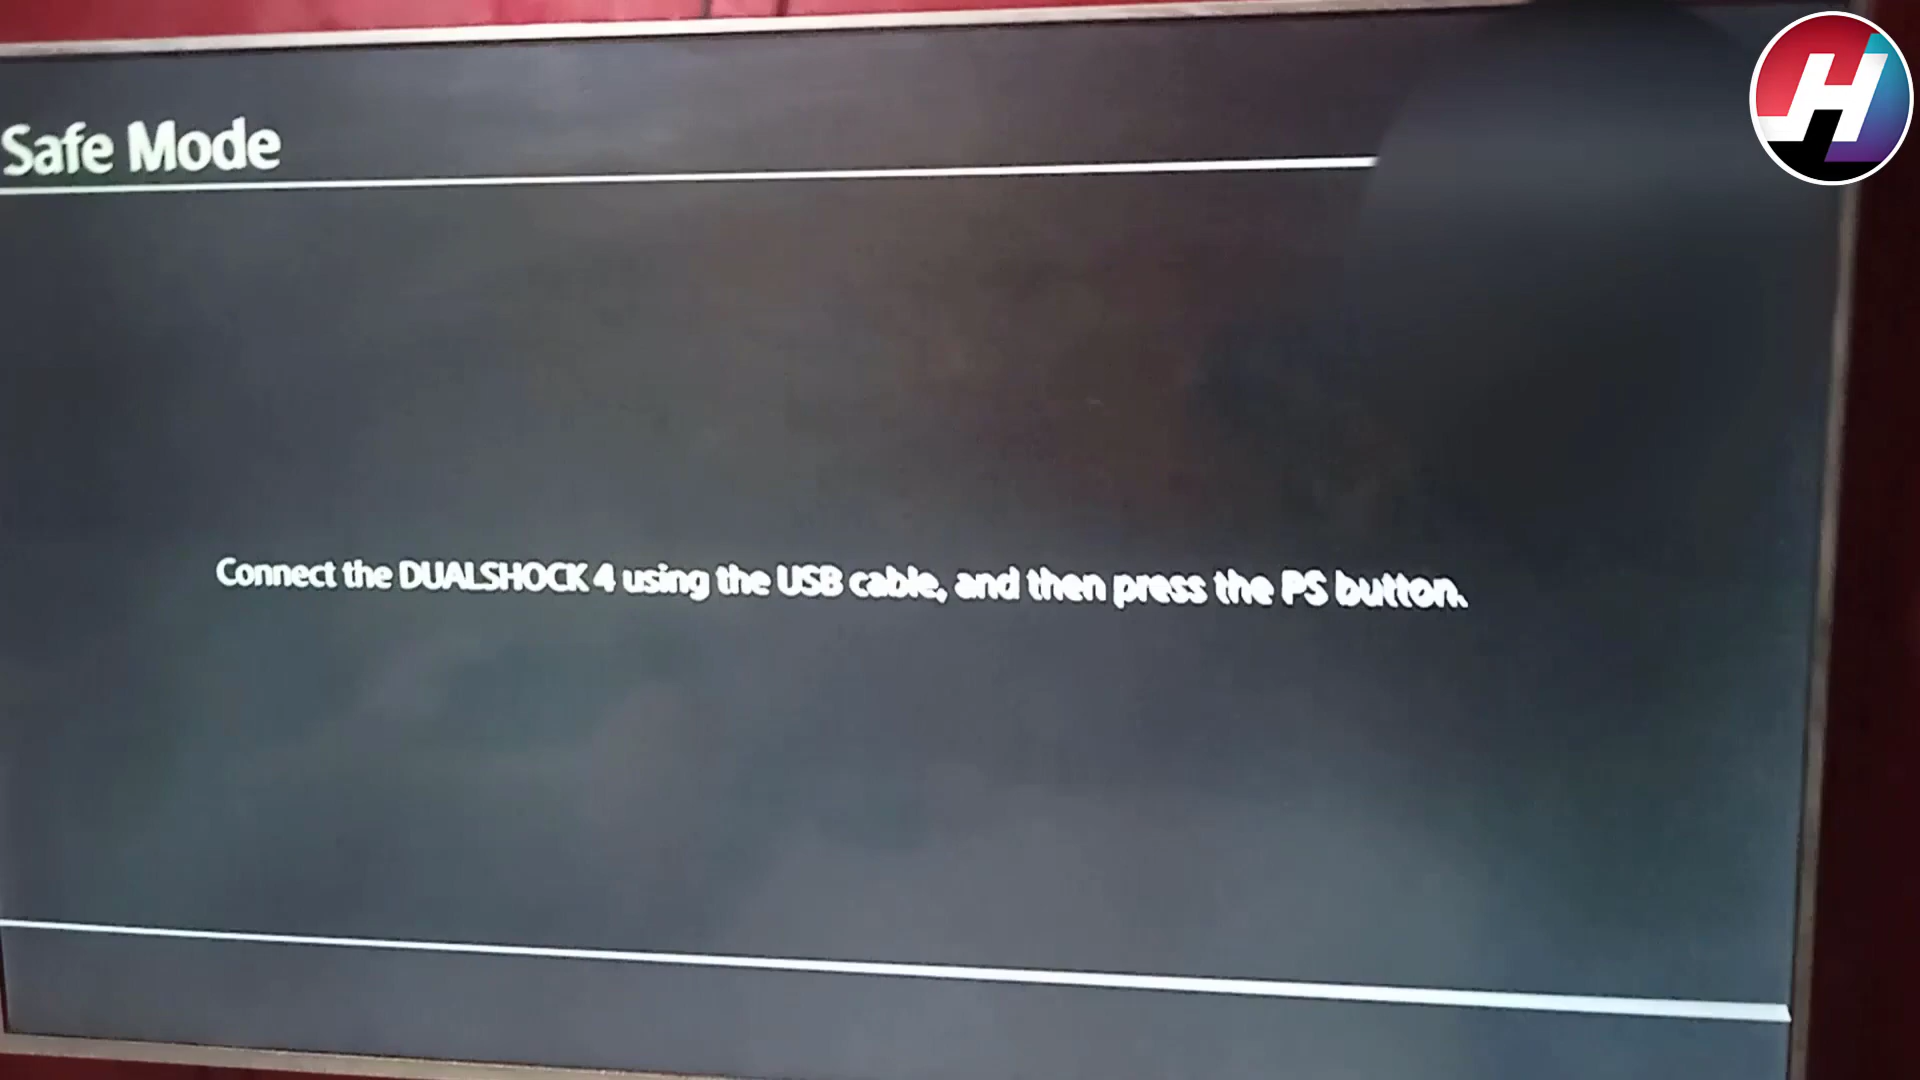 Safe Mode
Connect the DUALSHOCK 4 using the USB cable, and then press the PS button.
H